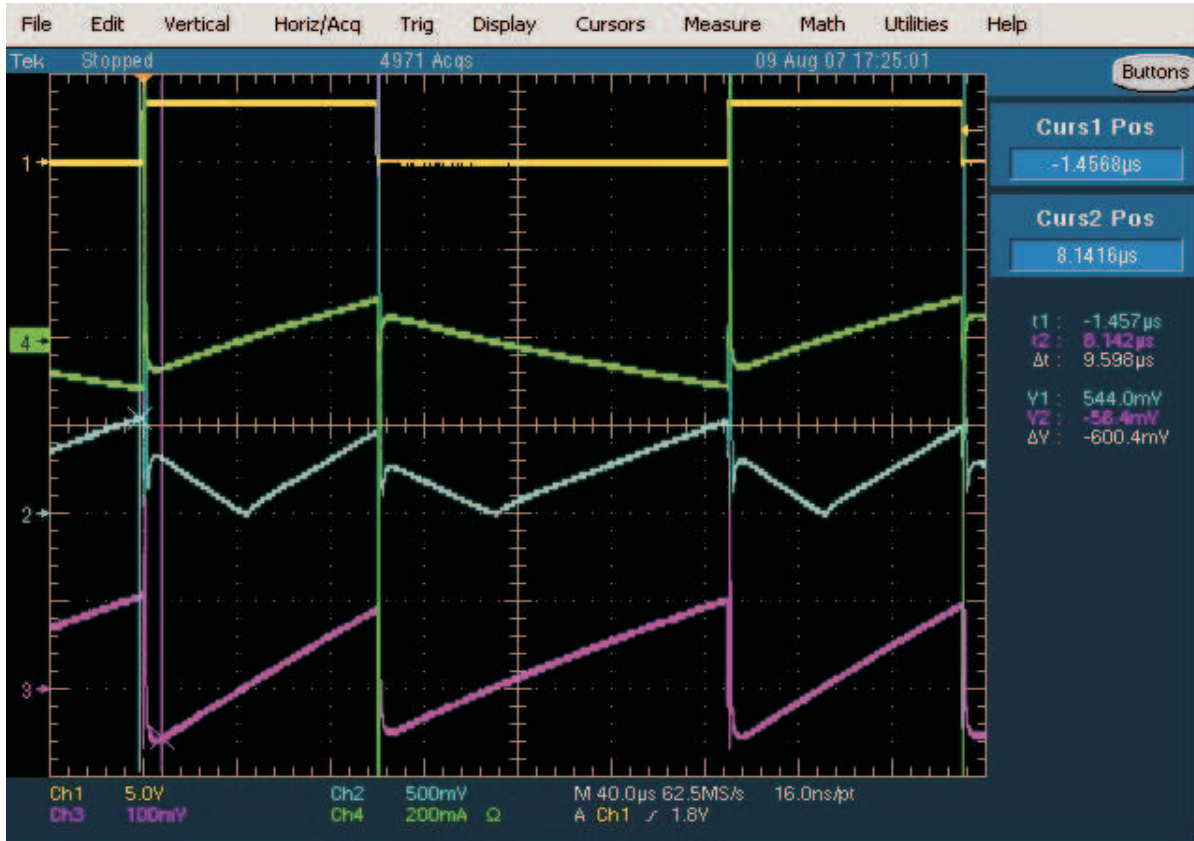 File Edit Vertical Horiz/Acq Trig Display Cursors Measure Math Utilities Help
Tek Stopped 4971 Acqs 09 Aug 07 17:25:01
Buttons
Curs1 Pos
-1.4568µs
Curs2 Pos
8.1416µs
t1 : -1.457µs
t2 : 8.142µs
Δt : 9.598µs
V1 : 544.0mV
V2 : -56.4mV
ΔV : -600.4mV
1
4
2
3
Ch1 5.0V Ch2 500mV M 40.0µs 62.5MS/s 16.0ns/pt
Ch3 100mV Ch4 200mA Ω A Ch1 ⁄ 1.8V